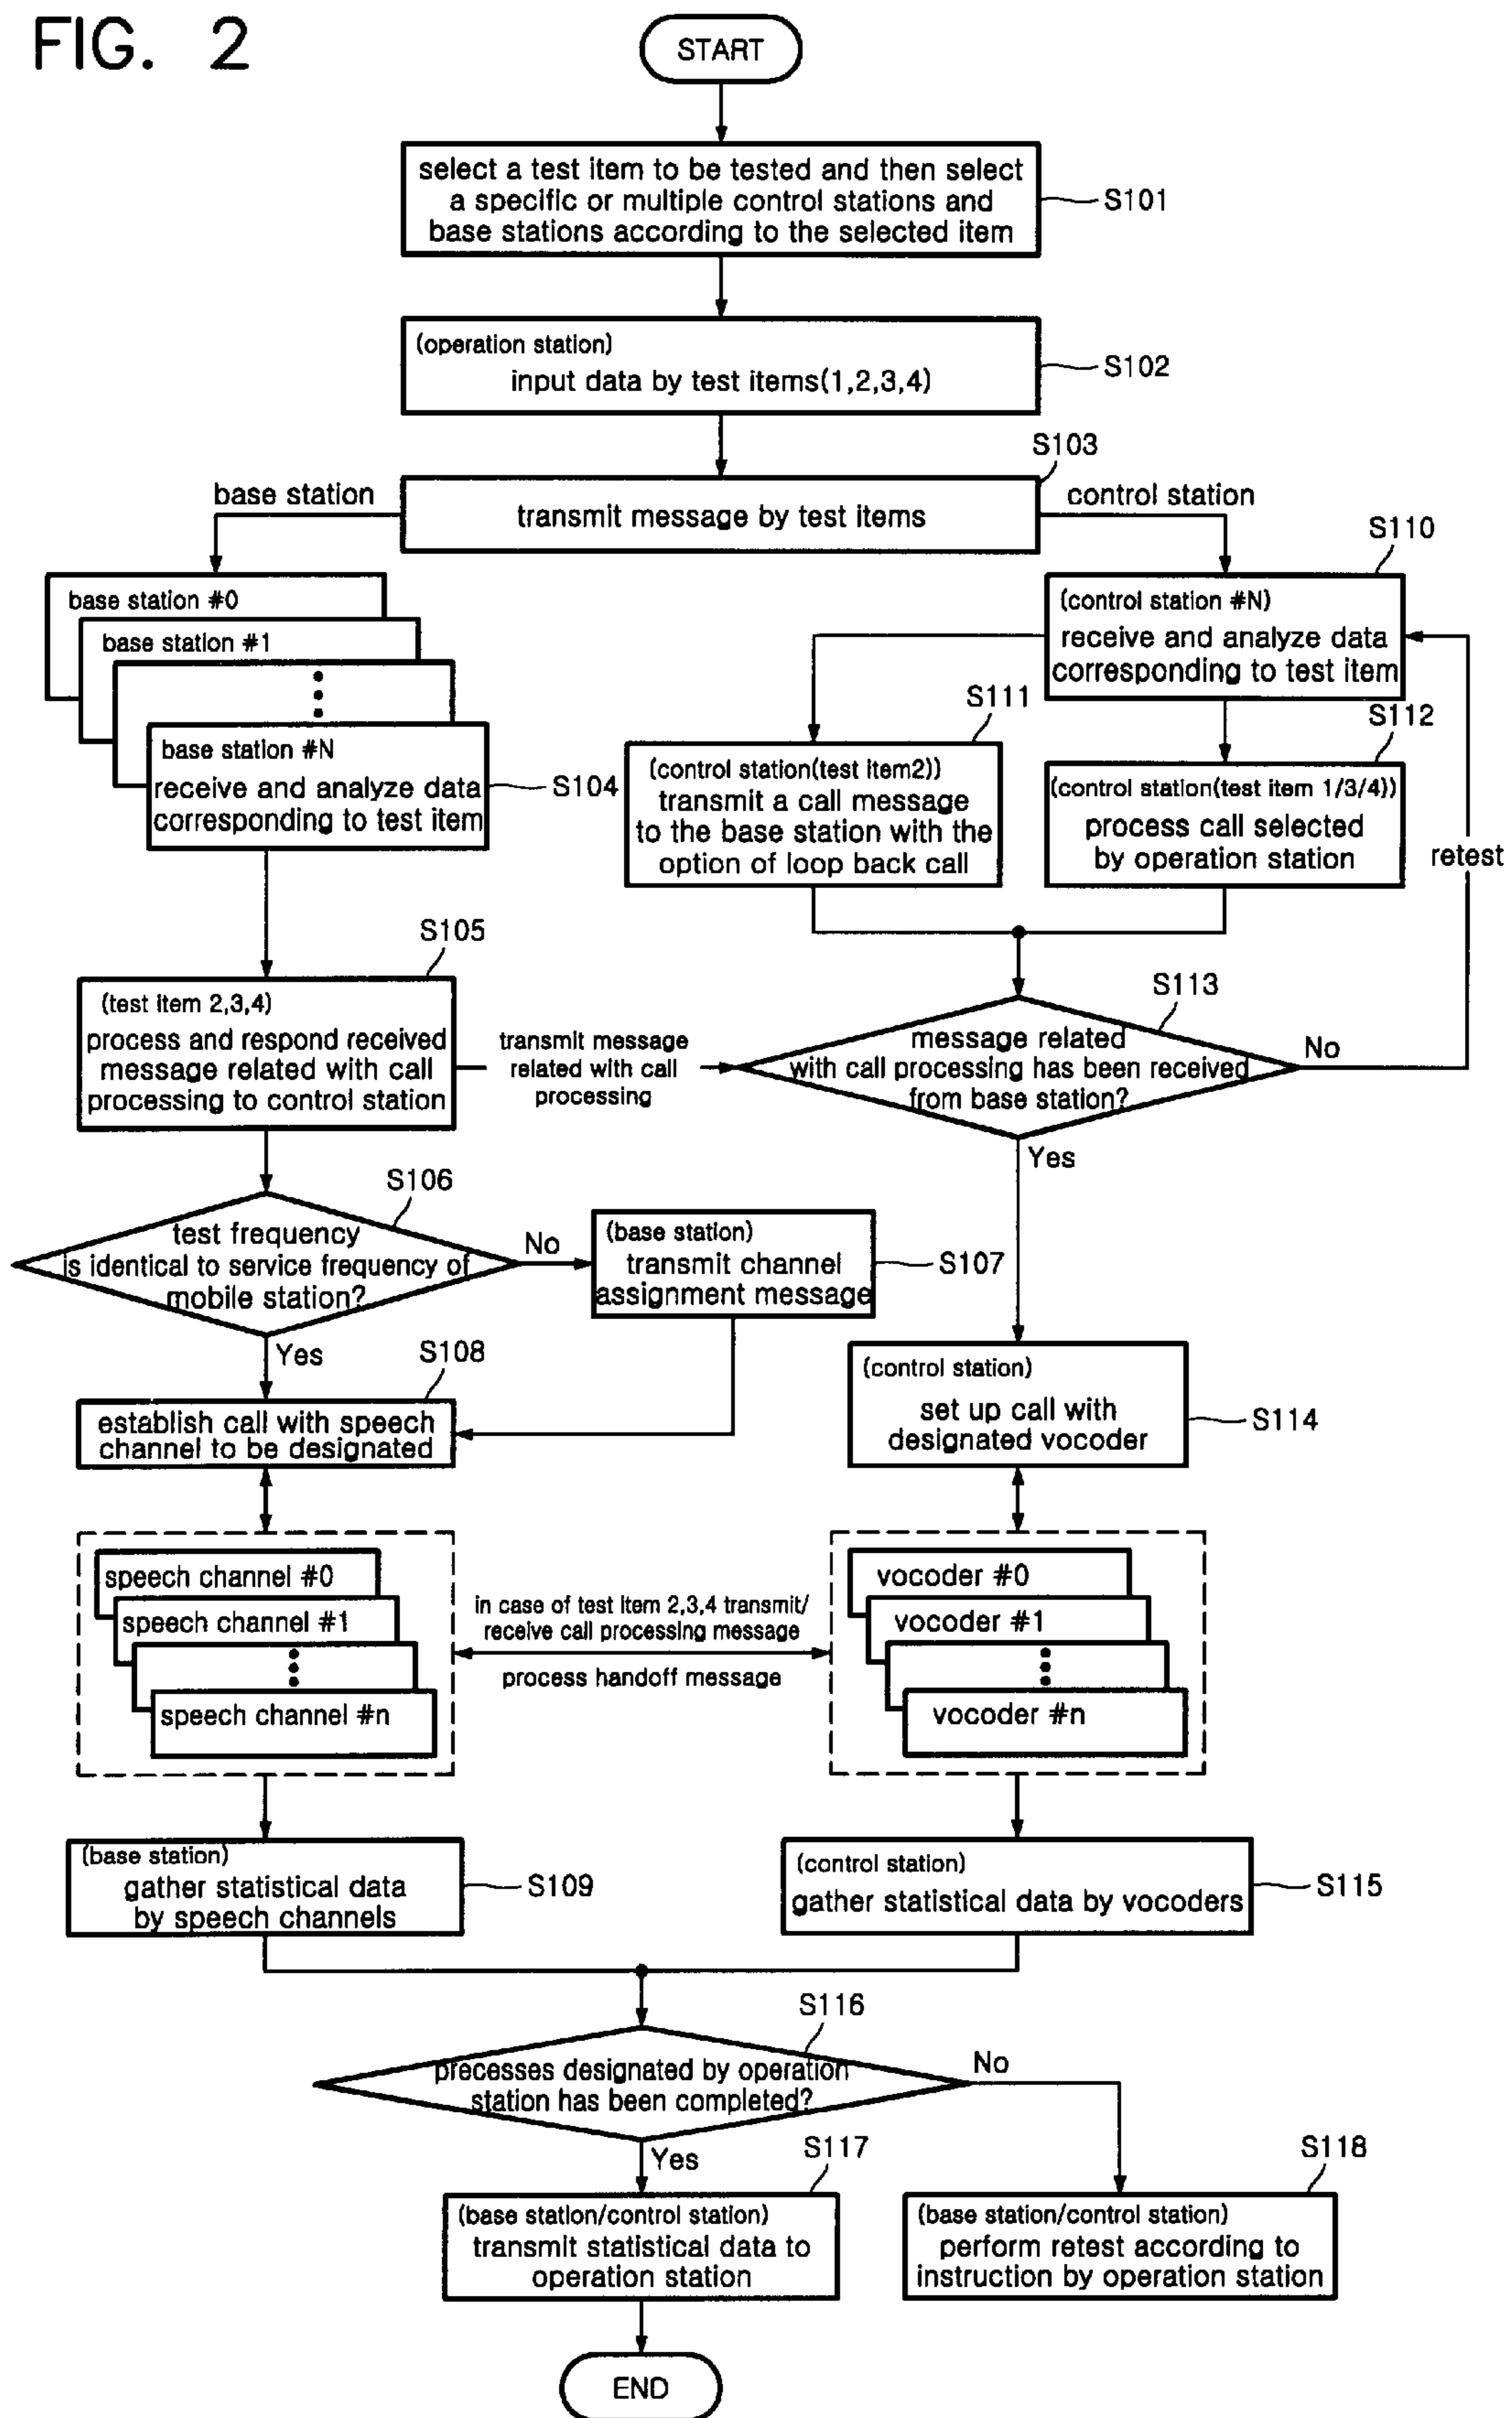 FIG. 2
START
select a test item to be tested and then select
a specific or multiple control stations and
base stations according to the selected item
S101
(operation station)
input data by test items(1,2,3,4)
S102
S103
base station
transmit message by test items
control station
S110
base station #0
base station #1
base station #N
receive and analyze data
corresponding to test item
S104
(control station #N)
receive and analyze data
corresponding to test item
S111
(control station(test item2))
transmit a call message
to the base station with the
option of loop back call
S112
(control station(test item 1/3/4))
process call selected
by operation station
retest
S105
(test item 2,3,4)
process and respond received
message related with call
processing to control station
transmit message
related with call
processing
S113
message related
with call processing has been received
from base station?
No
Yes
S106
test frequency
is identical to service frequency of
mobile station?
No
(base station)
transmit channel
assignment message
S107
Yes
S108
establish call with speech
channel to be designated
(control station)
set up call with
designated vocoder
S114
speech channel #0
speech channel #1
speech channel #n
in case of test item 2,3,4 transmit/
receive call processing message
process handoff message
vocoder #0
vocoder #1
vocoder #n
(base station)
gather statistical data
by speech channels
S109
(control station)
gather statistical data by vocoders
S115
S116
precesses designated by operation
station has been completed?
No
Yes
S117
(base station/control station)
transmit statistical data to
operation station
S118
(base station/control station)
perform retest according to
instruction by operation station
END